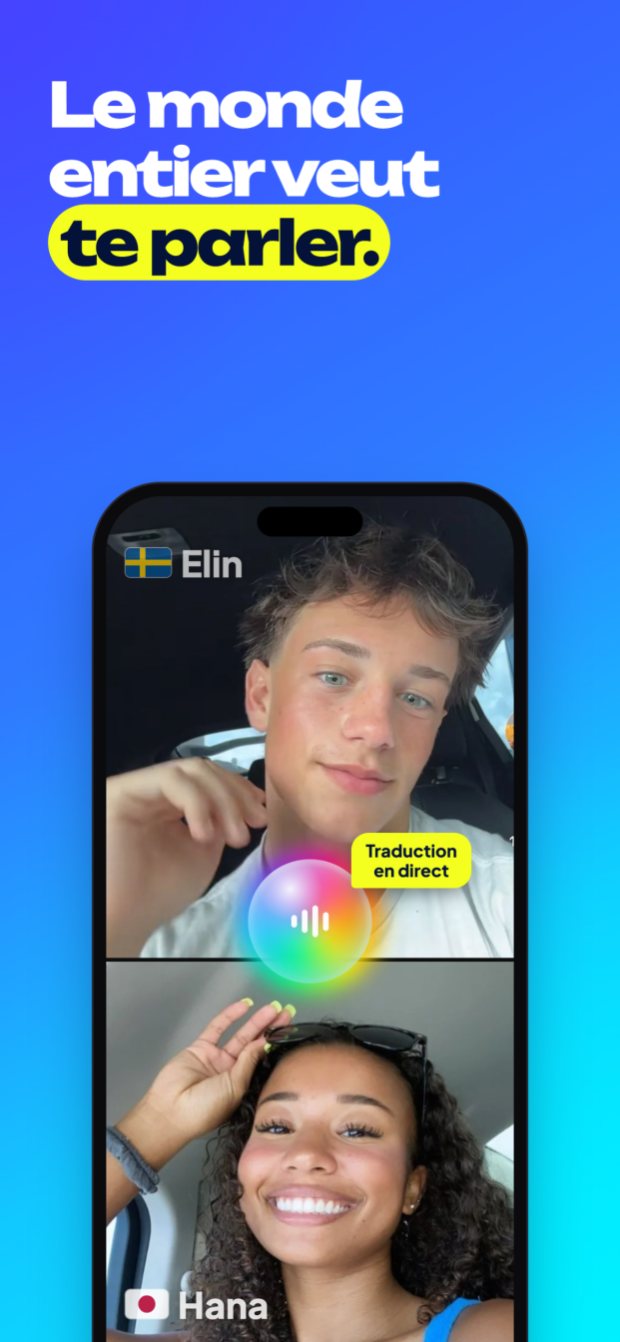 Le monde
entier veut
te parler.
Elin
Traduction
en direct
Hana